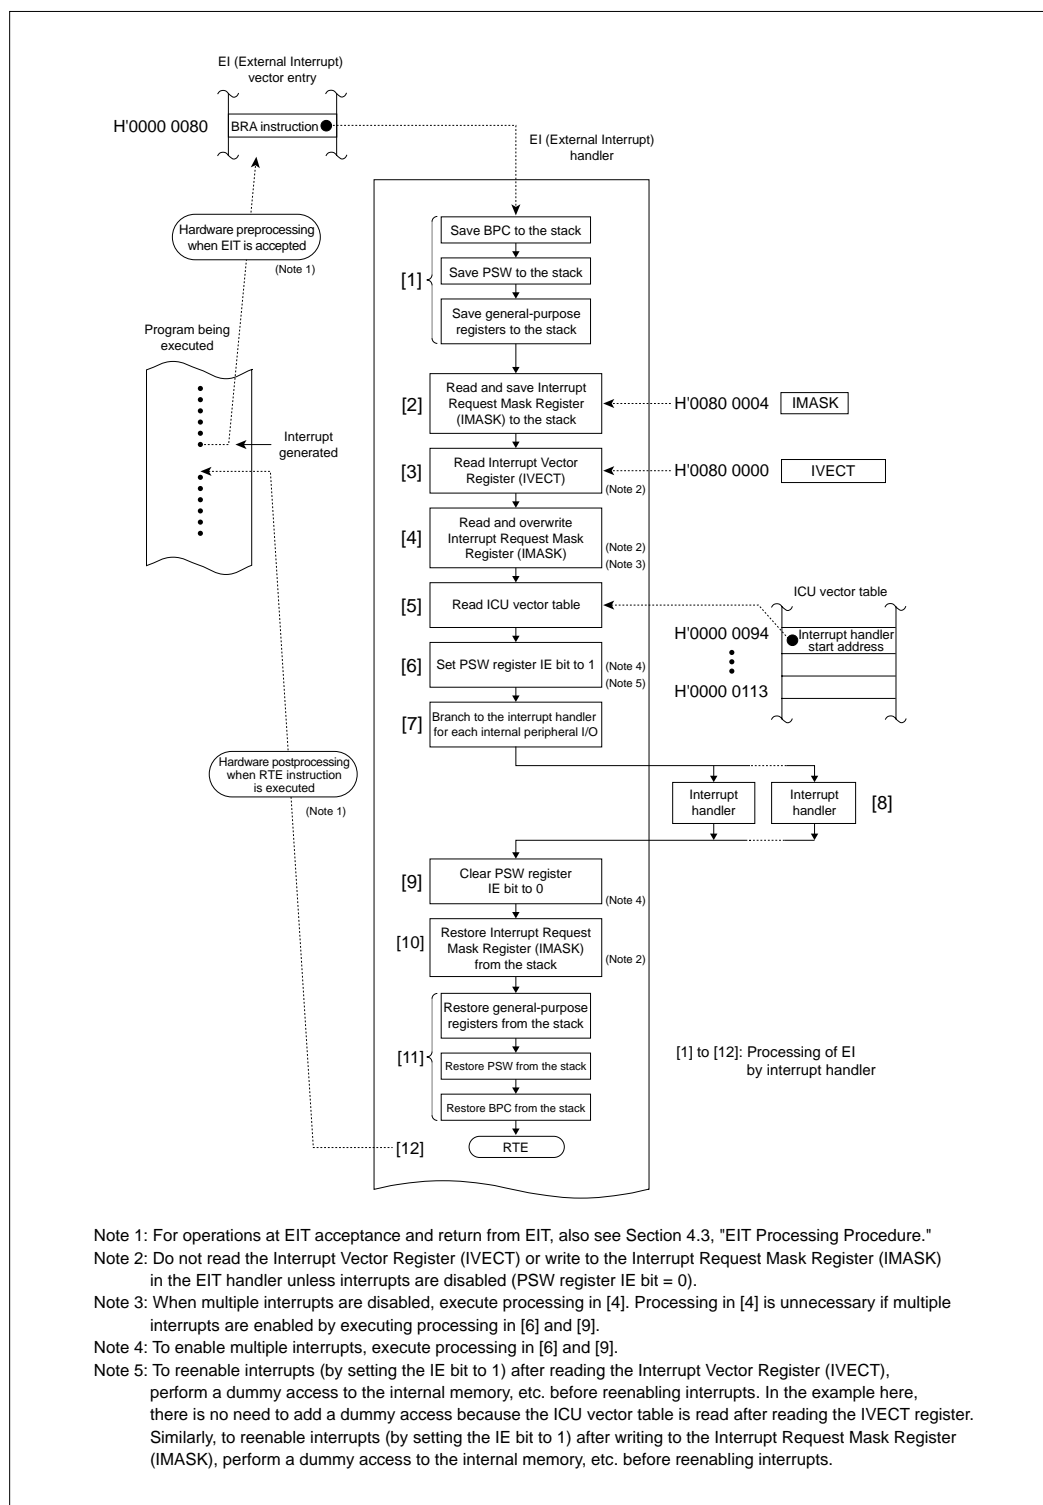 EI (External Interrupt)
vector entry
H'0000 0080
BRA instruction
EI (External Interrupt)
handler
Hardware preprocessing
when EIT is accepted
(Note 1)
Save BPC to the stack
[1]
Save PSW to the stack
Save general-purpose
registers to the stack
Program being
executed
Interrupt
generated
[2]
Read and save Interrupt
Request Mask Register
(IMASK) to the stack
H'0080 0004
IMASK
[3]
Read Interrupt Vector
Register (IVECT)
(Note 2)
H'0080 0000
IVECT
[4]
Read and overwrite
Interrupt Request Mask
Register (IMASK)
(Note 2)
(Note 3)
[5]
Read ICU vector table
ICU vector table
H'0000 0094
Interrupt handler
start address
H'0000 0113
[6]
Set PSW register IE bit to 1
(Note 4)
(Note 5)
[7]
Branch to the interrupt handler
for each internal peripheral I/O
Hardware postprocessing
when RTE instruction
is executed
(Note 1)
Interrupt
handler
Interrupt
handler
[8]
[9]
Clear PSW register
IE bit to 0
(Note 4)
[10]
Restore Interrupt Request
Mask Register (IMASK)
from the stack
(Note 2)
[11]
Restore general-purpose
registers from the stack
Restore PSW from the stack
Restore BPC from the stack
[12]
RTE
[1] to [12]: Processing of EI
by interrupt handler
Note 1: For operations at EIT acceptance and return from EIT, also see Section 4.3, "EIT Processing Procedure."
Note 2: Do not read the Interrupt Vector Register (IVECT) or write to the Interrupt Request Mask Register (IMASK)
in the EIT handler unless interrupts are disabled (PSW register IE bit = 0).
Note 3: When multiple interrupts are disabled, execute processing in [4]. Processing in [4] is unnecessary if multiple
interrupts are enabled by executing processing in [6] and [9].
Note 4: To enable multiple interrupts, execute processing in [6] and [9].
Note 5: To reenable interrupts (by setting the IE bit to 1) after reading the Interrupt Vector Register (IVECT),
perform a dummy access to the internal memory, etc. before reenabling interrupts. In the example here,
there is no need to add a dummy access because the ICU vector table is read after reading the IVECT register.
Similarly, to reenable interrupts (by setting the IE bit to 1) after writing to the Interrupt Request Mask Register
(IMASK), perform a dummy access to the internal memory, etc. before reenabling interrupts.